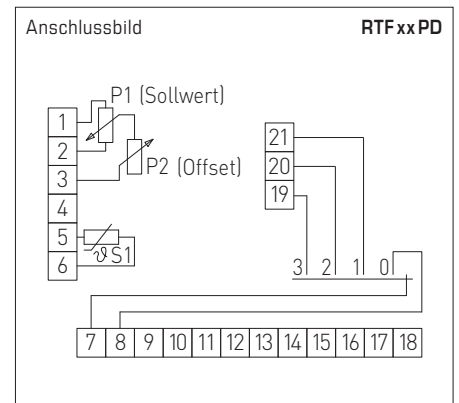 Anschlussbild RTF xx PD
P1 (Sollwert)
1
2
3
4
5
6
P2 (Offset)
ϑ S1
21
20
19
3 2 1 0
7 8 9 10 11 12 13 14 15 16 17 18